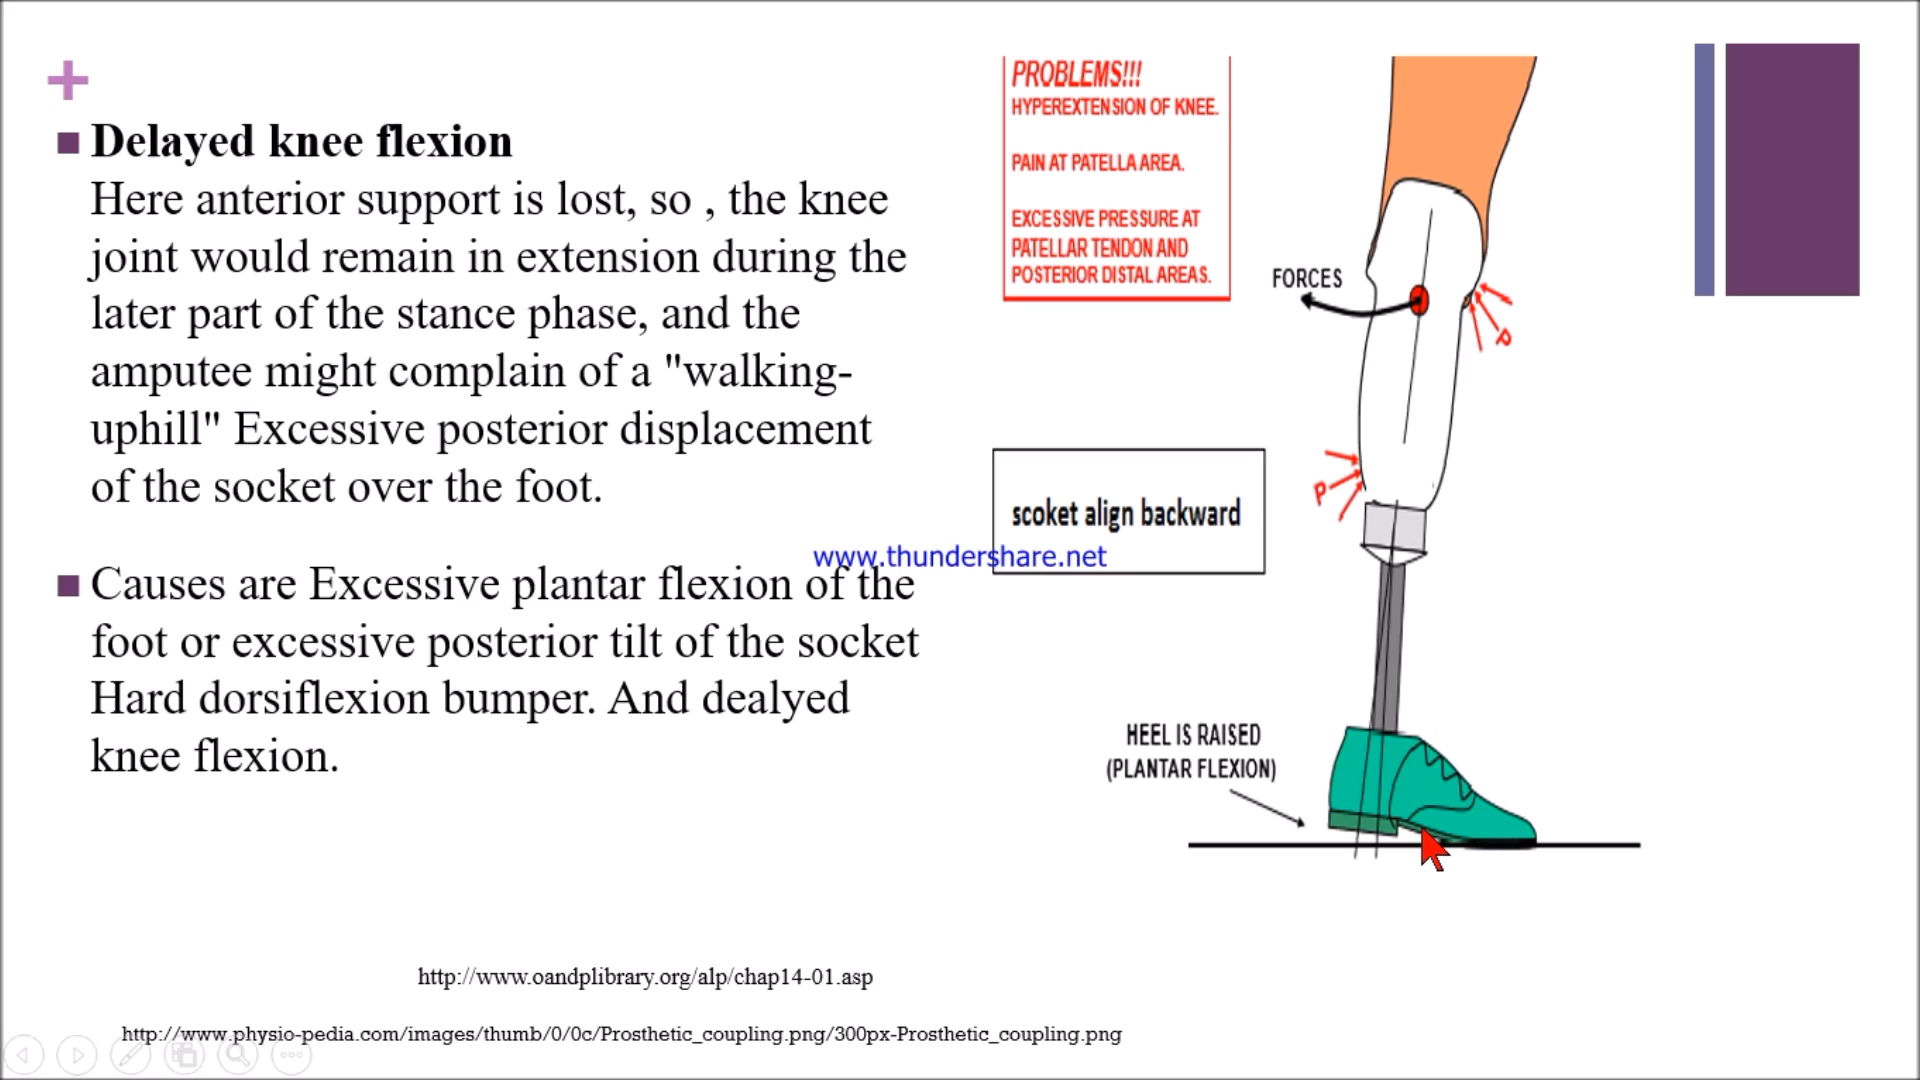 Delayed knee flexion
Here anterior support is lost, so , the knee
joint would remain in extension during the
later part of the stance phase, and the
amputee might complain of a "walking-
uphill" Excessive posterior displacement
of the socket over the foot.
Causes are Excessive plantar flexion of the
foot or excessive posterior tilt of the socket
Hard dorsiflexion bumper. And dealyed
knee flexion.
PROBLEMS!!!
HYPEREXTENSION OF KNEE.
PAIN AT PATELLA AREA.
EXCESSIVE PRESSURE AT
PATELLAR TENDON AND
POSTERIOR DISTAL AREAS.
FORCES
P
P
scoket align backward
www.thundershare.net
HEEL IS RAISED
(PLANTAR FLEXION)
http://www.oandplibrary.org/alp/chap14-01.asp
http://www.physio-pedia.com/images/thumb/0/0c/Prosthetic_coupling.png/300px-Prosthetic_coupling.png